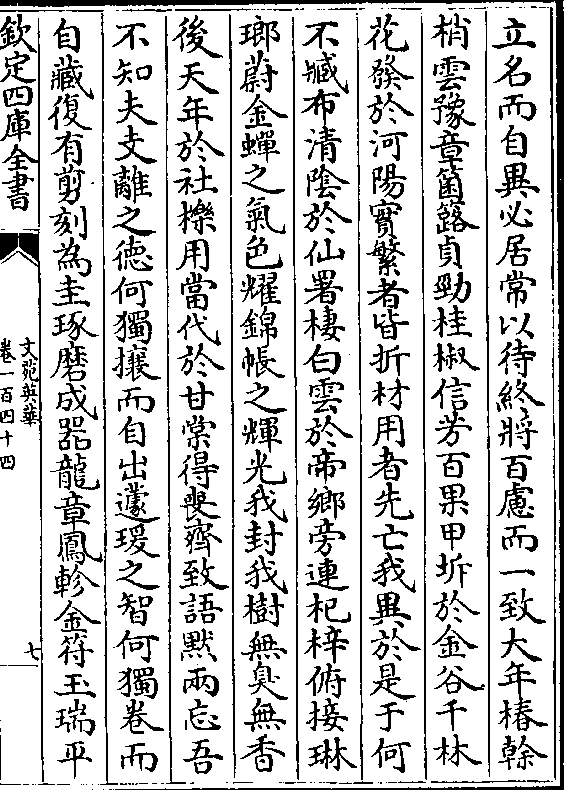 立名而自異必居常以待終將百慮而一致大年椿幹
梢雲豫章箘簬貞勁桂椒信芳百果甲坼於金谷千林
花發於河陽實繁者皆折材用者先亡我異於是于何
不臧布清陰於仙署棲白雲於帝鄉旁連杞梓俯接琳
瑯蔚金蟬之氣色耀錦帳之輝光我封我樹無臭無香
後天年於社櫟用當代於甘棠得喪齊致語默兩忘吾
不知夫支離之德何獨攘而自出蘧瑗之智何獨卷而
自藏復有剪刻為圭琢磨成器龍章鳳軫金符玉瑞平
欽定四庫全書
文苑英華
卷一百四十四
七